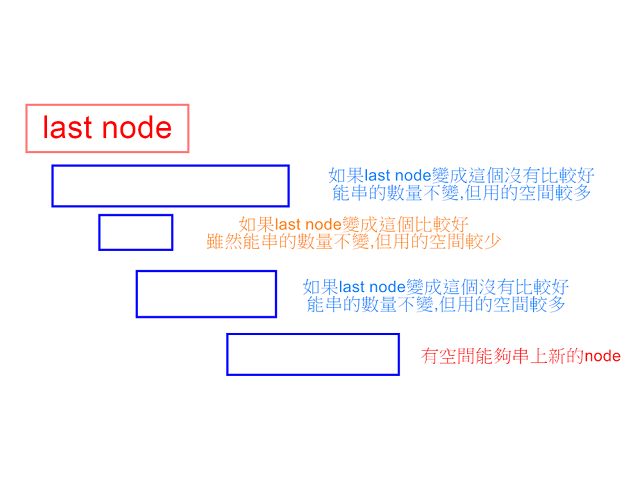 last node
如果last node變成這個沒有比較好
能串的數量不變,但用的空間較多
如果last node變成這個比較好
雖然能串的數量不變,但用的空間較少
如果last node變成這個沒有比較好
能串的數量不變,但用的空間較多
有空間能夠串上新的node